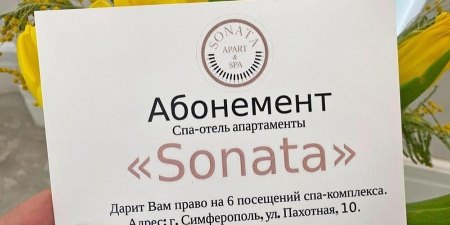 SONATA
APART
&
SPA
Абонемент
Спа-отель апартаменты
«Sonata»
Дарит Вам право на 6 посещений спа-комплекса.
Адрес: г. Симферополь, ул. Пахотная, 10.